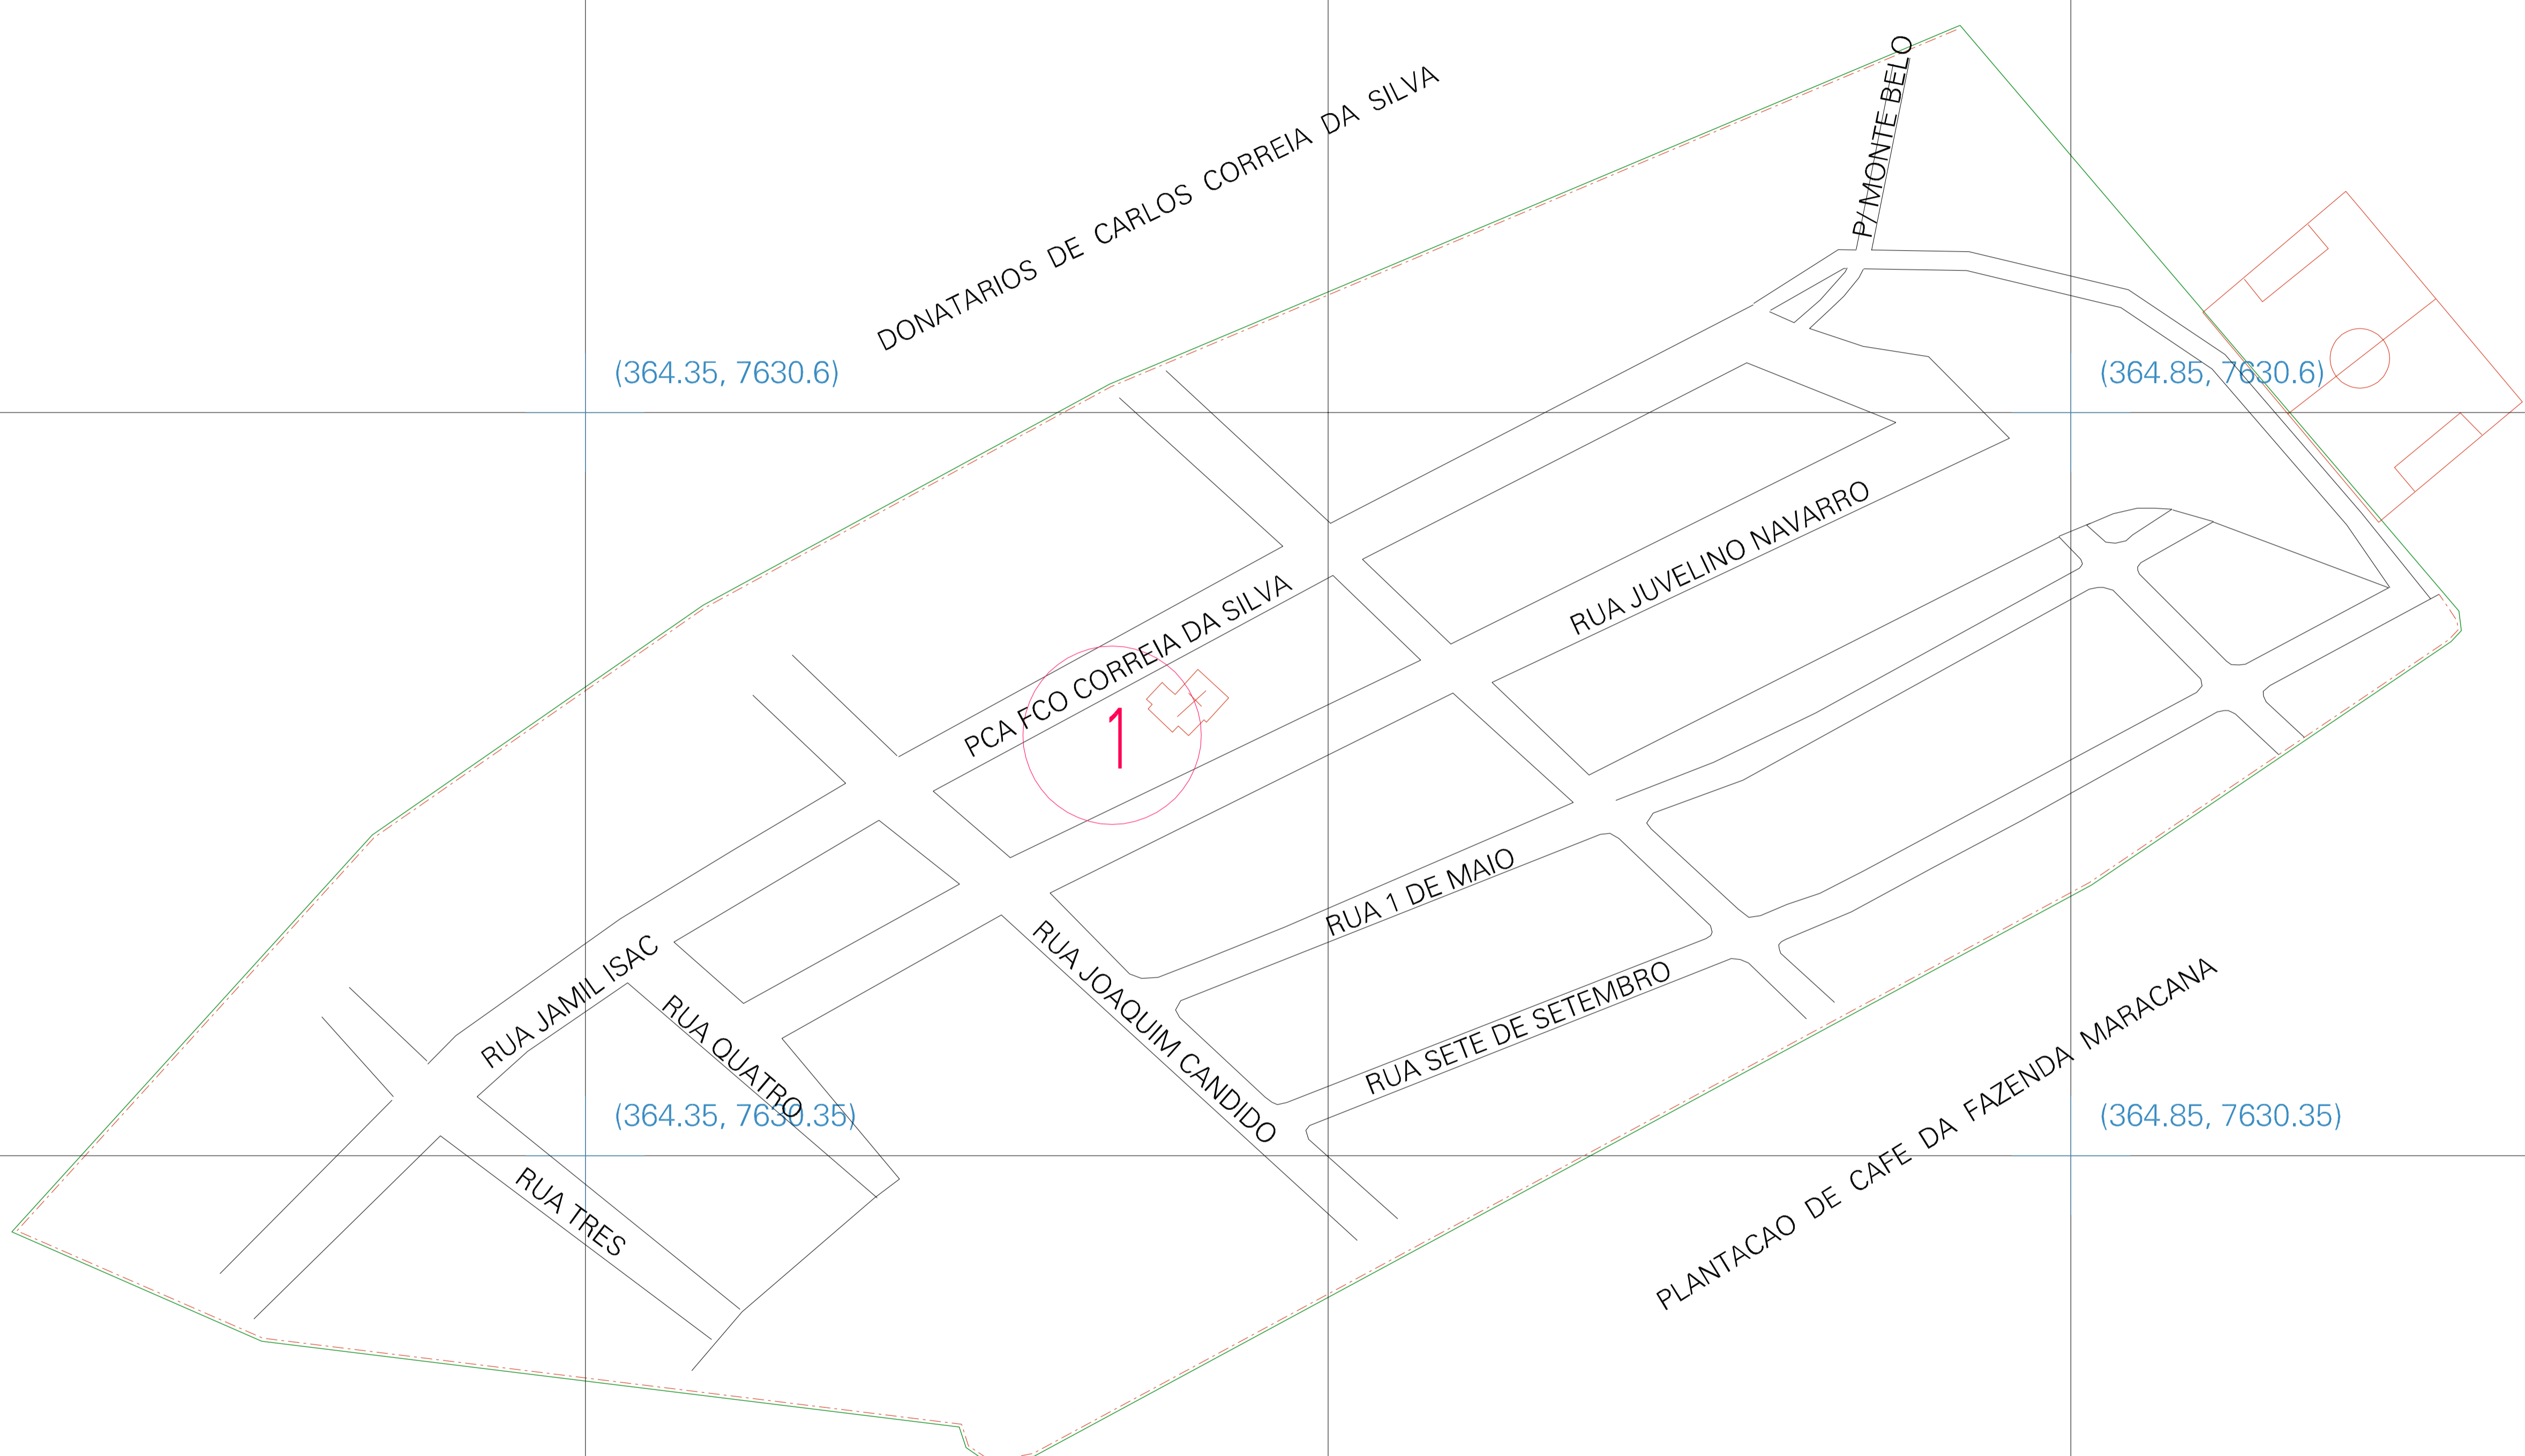 P/ MONTE BELO
DONATARIOS DE CARLOS CORREIA DA SILVA
(364.35, 7630.6)
(364.85, 7630.6)
RUA JUVELINO NAVARRO
PCA FCO CORREIA DA SILVA
1
RUA 1 DE MAIO
RUA JAMIL ISAC
RUA QUATRO
RUA JOAQUIM CANDIDO
RUA SETE DE SETEMBRO
PLANTACAO DE CAFE DA FAZENDA MARACANA
(364.35, 7630.35)
(364.85, 7630.35)
RUA TRES